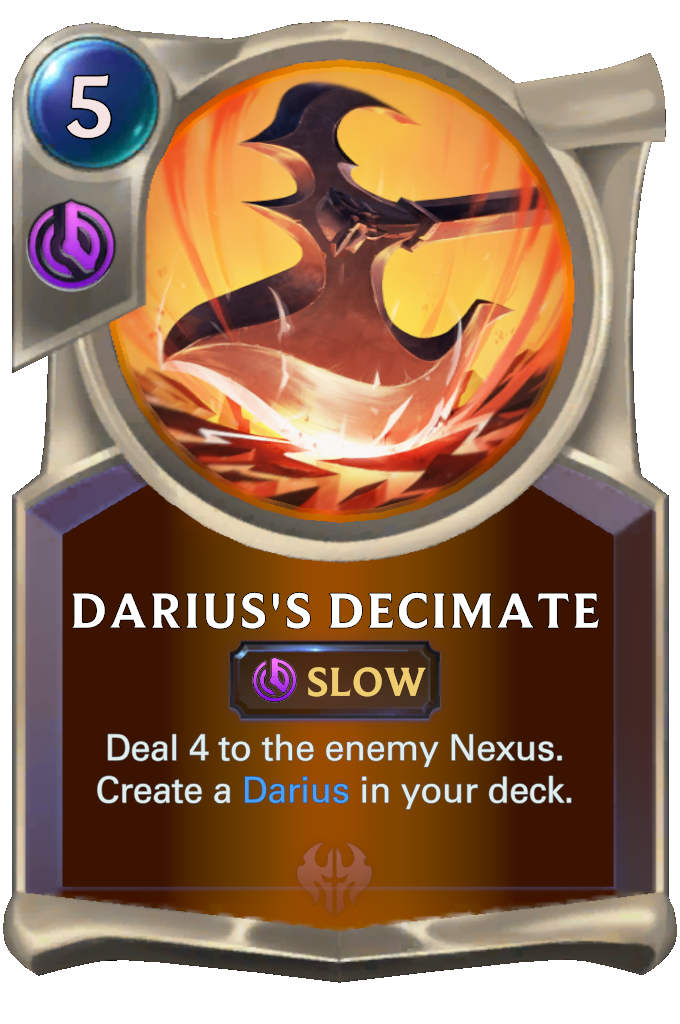 5
DARIUS'S DECIMATE
SLOW
Deal 4 to the enemy Nexus.
Create a Darius in your deck.